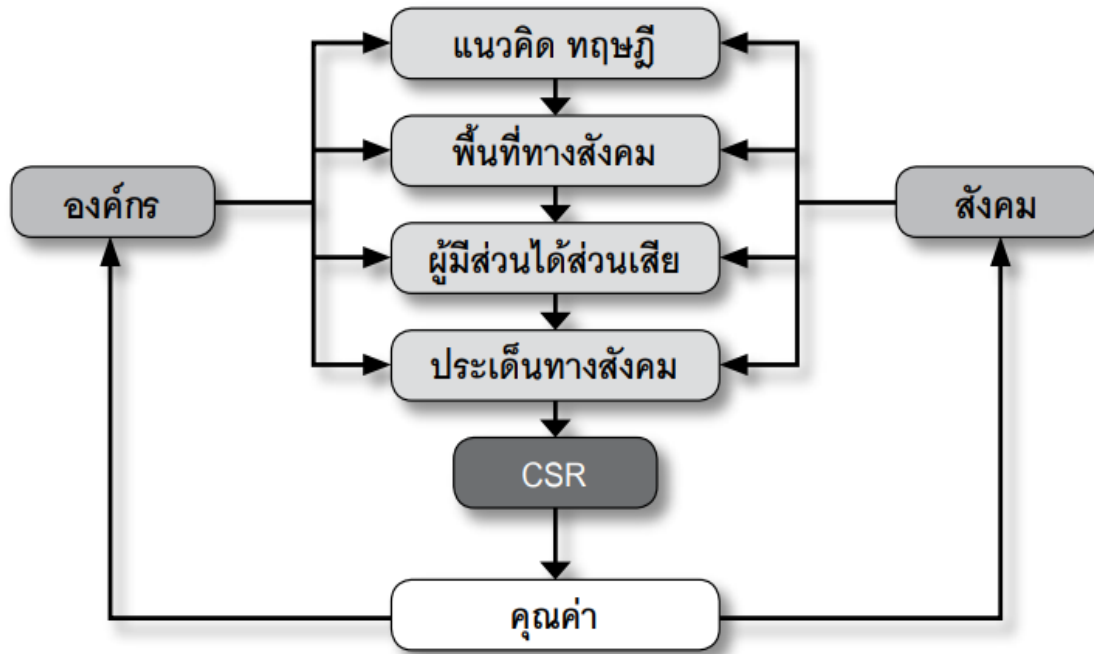 แนวคิด ทฤษฎี
พื้นที่ทางสังคม
องค์กร
สังคม
ผู้มีส่วนได้ส่วนเสีย
ประเด็นทางสังคม
CSR
คุณค่า